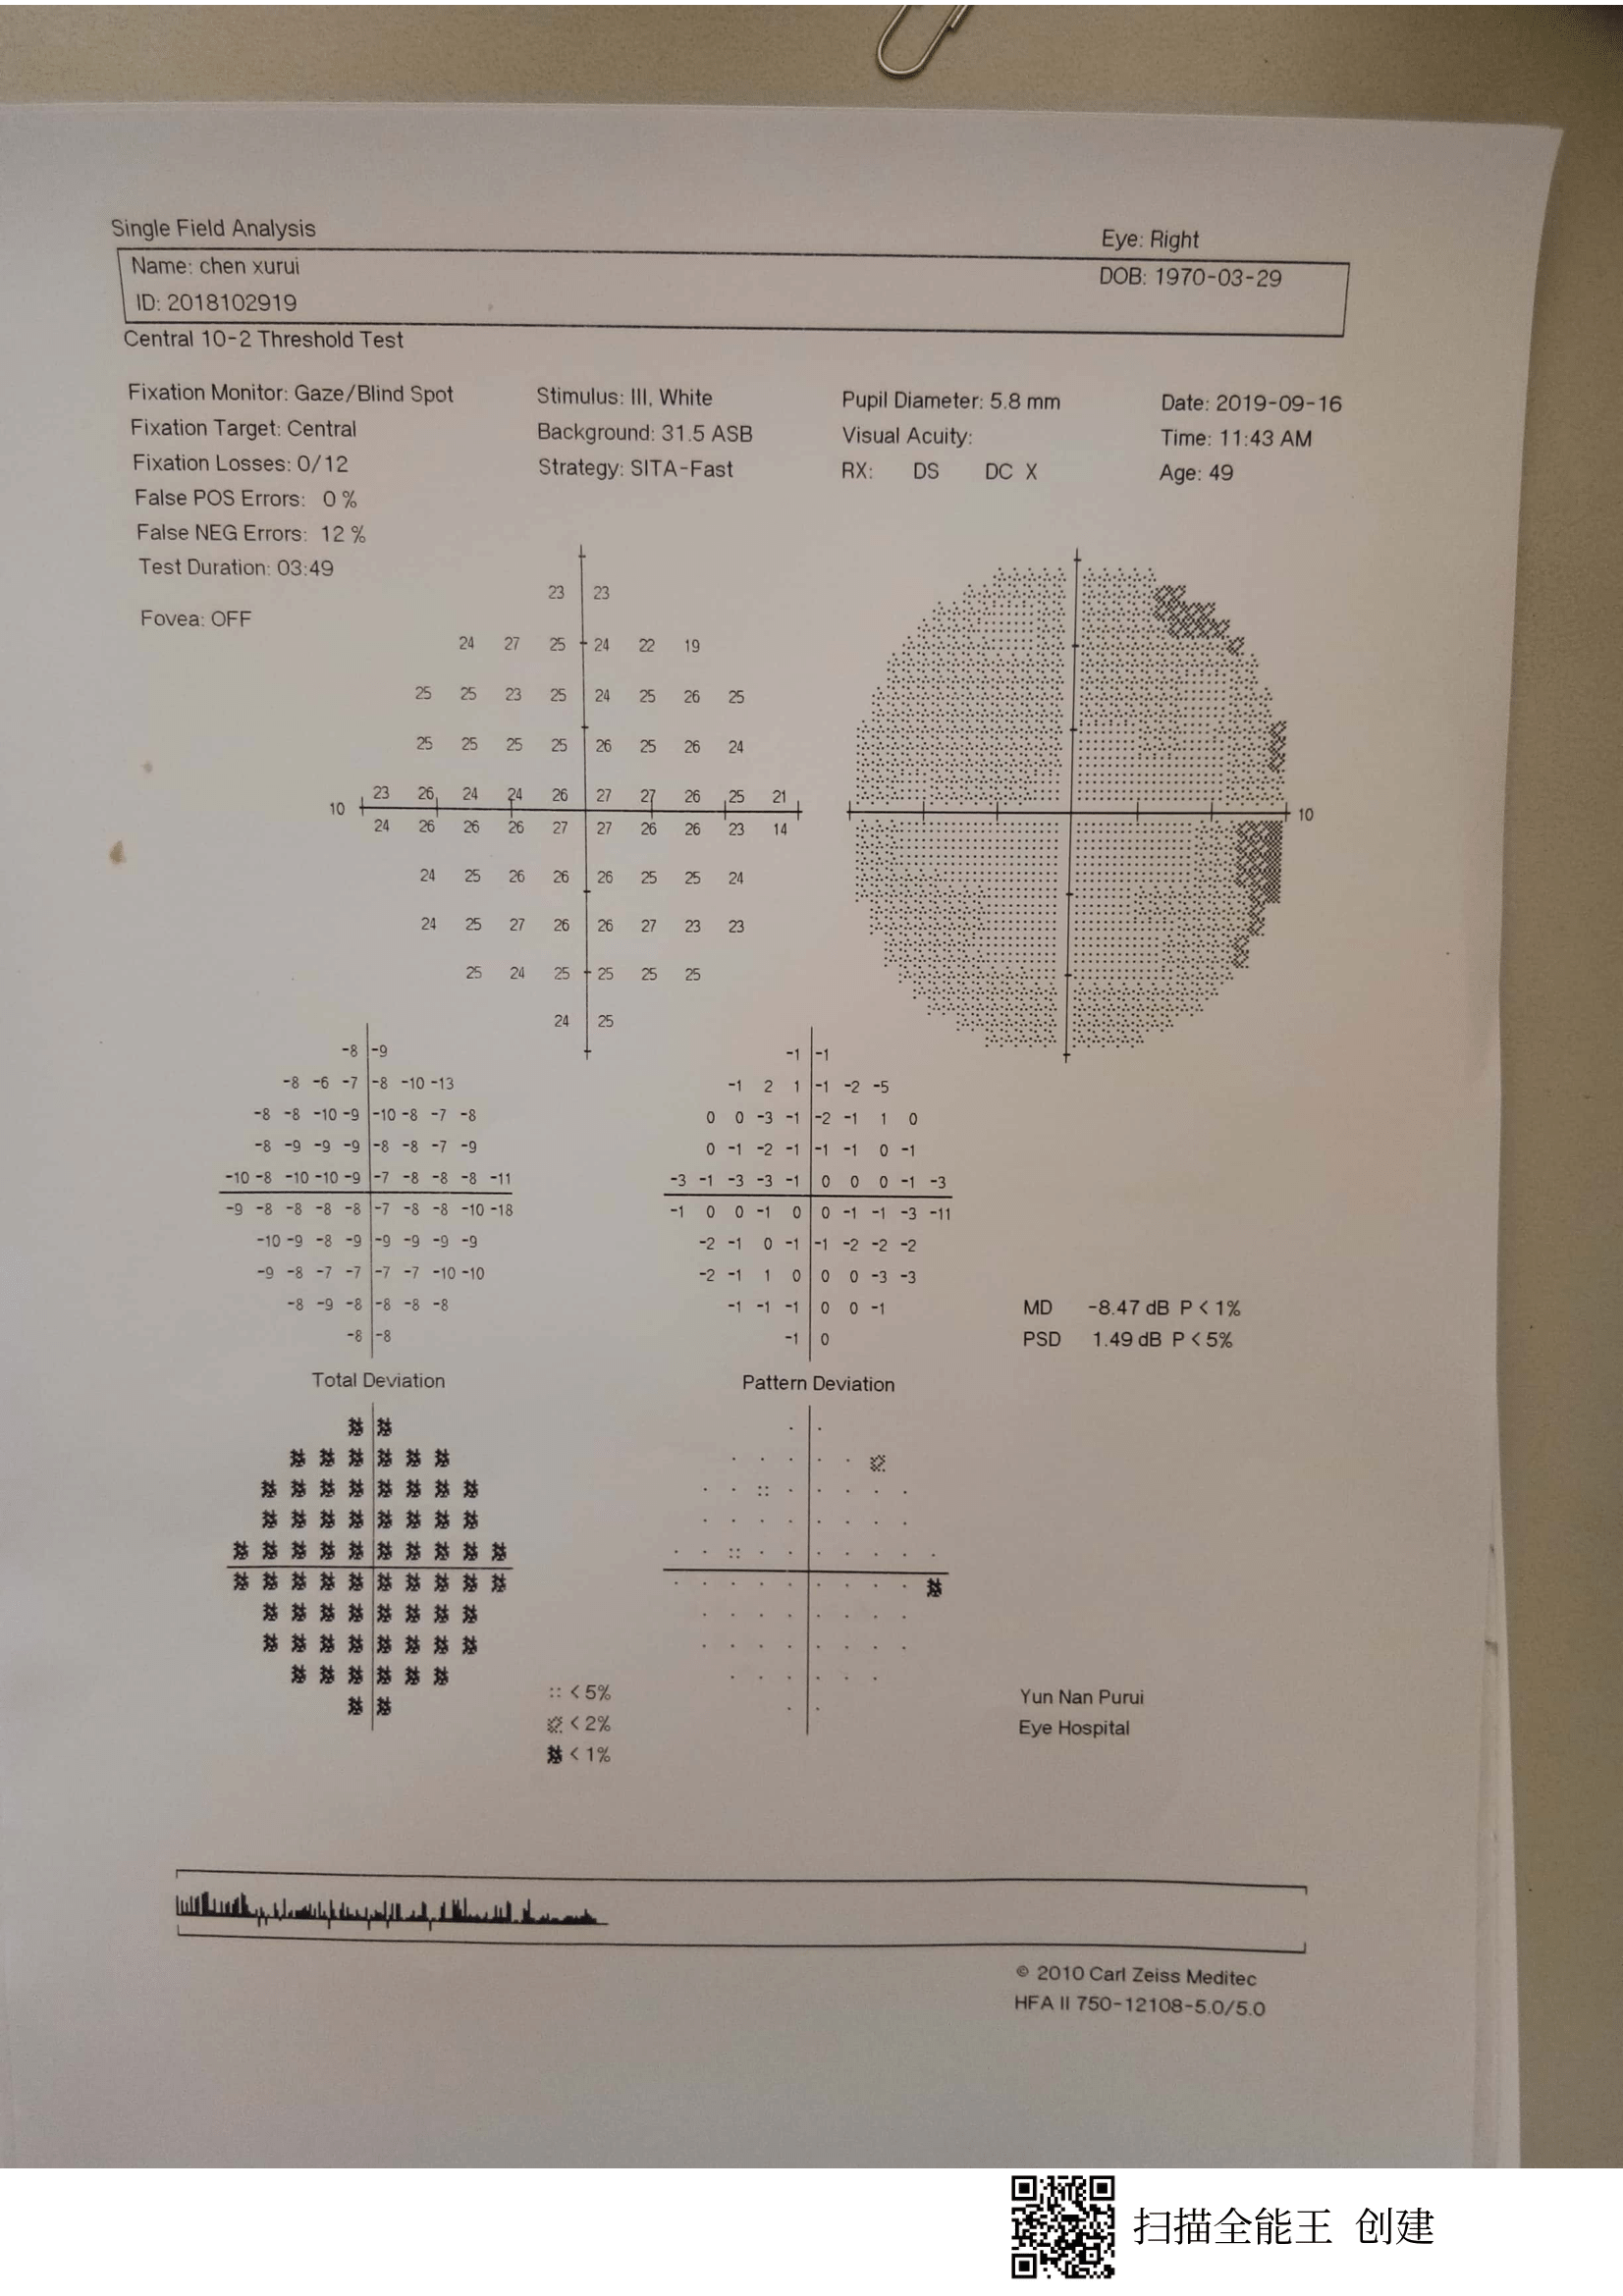 Single Field Analysis
Eye: Right
Name: chen xurui
DOB: 1970-03-29
ID: 2018102919
Central 10-2 Threshold Test
Fixation Monitor: Gaze/Blind Spot
Stimulus: III, White
Pupil Diameter: 5.8 mm
Date: 2019-09-16
Fixation Target: Central
Background: 31.5 ASB
Visual Acuity:
Time: 11:43 AM
Fixation Losses: 0/12
Strategy: SITA-Fast
RX: DS DC X
Age: 49
False POS Errors: 0 %
False NEG Errors: 12 %
Test Duration: 03:49
Fovea: OFF
23 23
24 27 25 24 22 19
25 25 23 25 24 25 26 25
25 25 25 25 26 25 26 24
23 26 24 24 26 27 27 26 25 21
10
10
24 26 26 26 27 27 26 26 23 14
24 25 26 26 26 25 25 24
24 25 27 26 26 27 23 23
25 24 25 25 25 25
24 25
-8 -9
-8 -6 -7 -8 -10 -13
-8 -8 -10 -9 -10 -8 -7 -8
-8 -9 -9 -9 -8 -8 -7 -9
-10 -8 -10 -10 -9 -7 -8 -8 -8 -11
-9 -8 -8 -8 -8 -7 -8 -8 -10 -18
-10 -9 -8 -9 -9 -9 -9 -9
-9 -8 -7 -7 -7 -7 -10 -10
-8 -9 -8 -8 -8 -8
-8 -8
Total Deviation
-1 -1
-1 2 1 -1 -2 -5
0 0 -3 -1 -2 -1 1 0
0 -1 -2 -1 -1 -1 0 -1
-3 -1 -3 -3 -1 0 0 0 -1 -3
-1 0 0 -1 0 0 -1 -1 -3 -11
-2 -1 0 -1 -1 -2 -2 -2
-2 -1 1 0 0 0 -3 -3
-1 -1 -1 0 0 -1
-1 0
Pattern Deviation
MD -8.47 dB P < 1%
PSD 1.49 dB P < 5%
< 5%
< 2%
< 1%
Yun Nan Purui
Eye Hospital
© 2010 Carl Zeiss Meditec
HFA II 750-12108-5.0/5.0
扫描全能王 创建